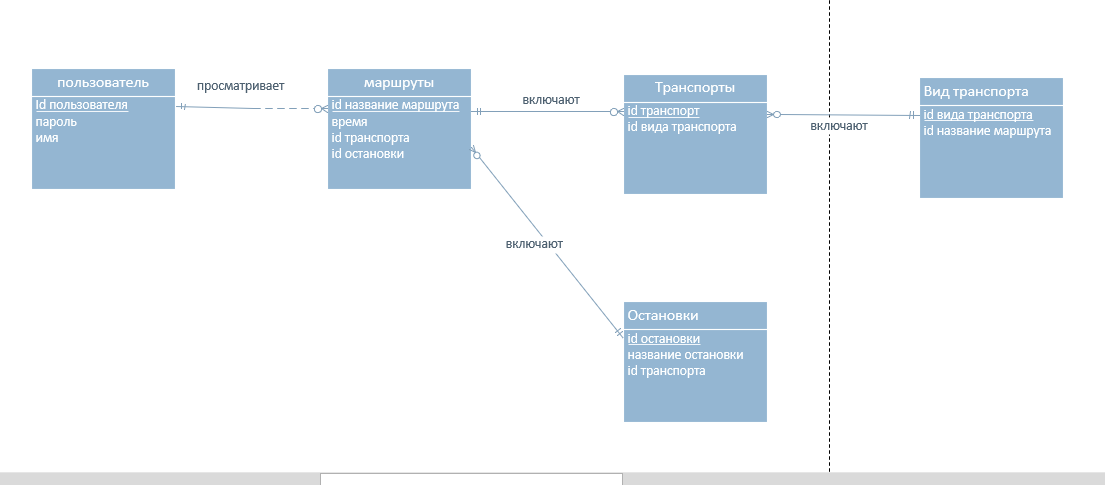 пользователь
Id пользователя
пароль
имя
просматривает
маршруты
id название маршрута
время
id транспорта
id остановки
включают
Транспорты
id транспорт
id вида транспорта
включают
Вид транспорта
id вида транспорта
id название маршрута
включают
Остановки
id остановки
название остановки
id транспорта